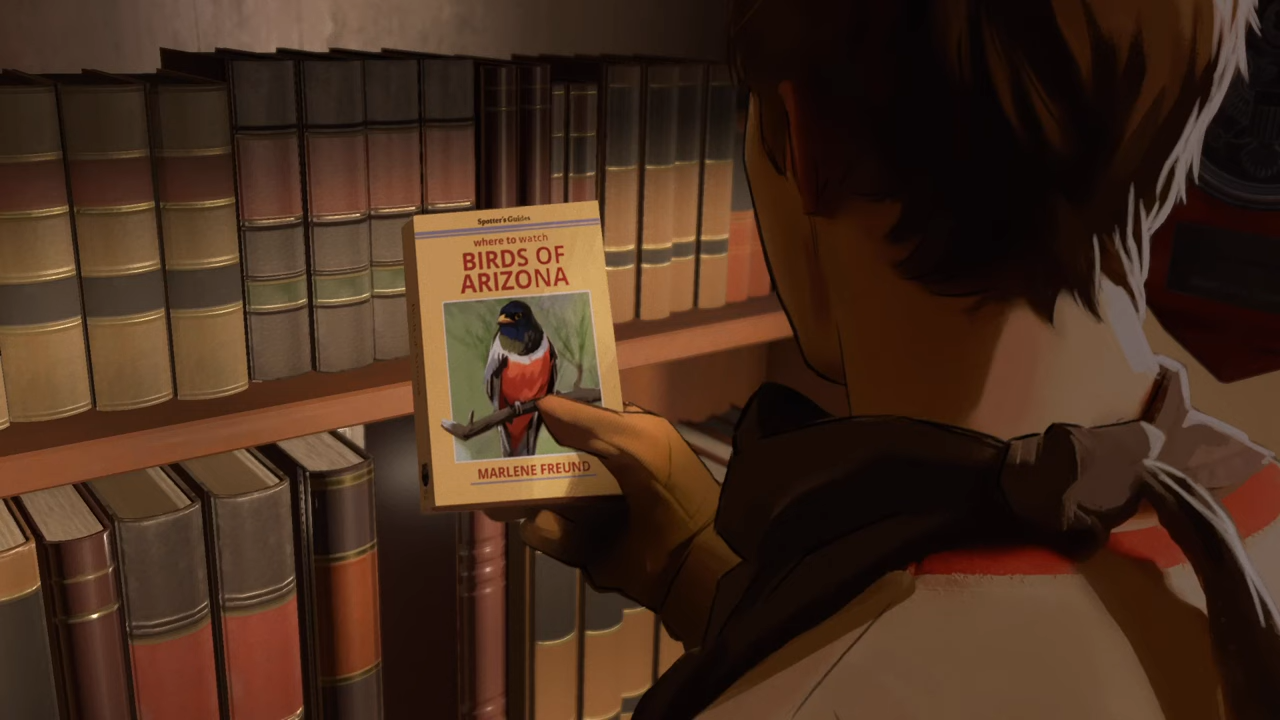 Spotter's Guides
where to watch
BIRDS OF
ARIZONA
MARLENE FREUND